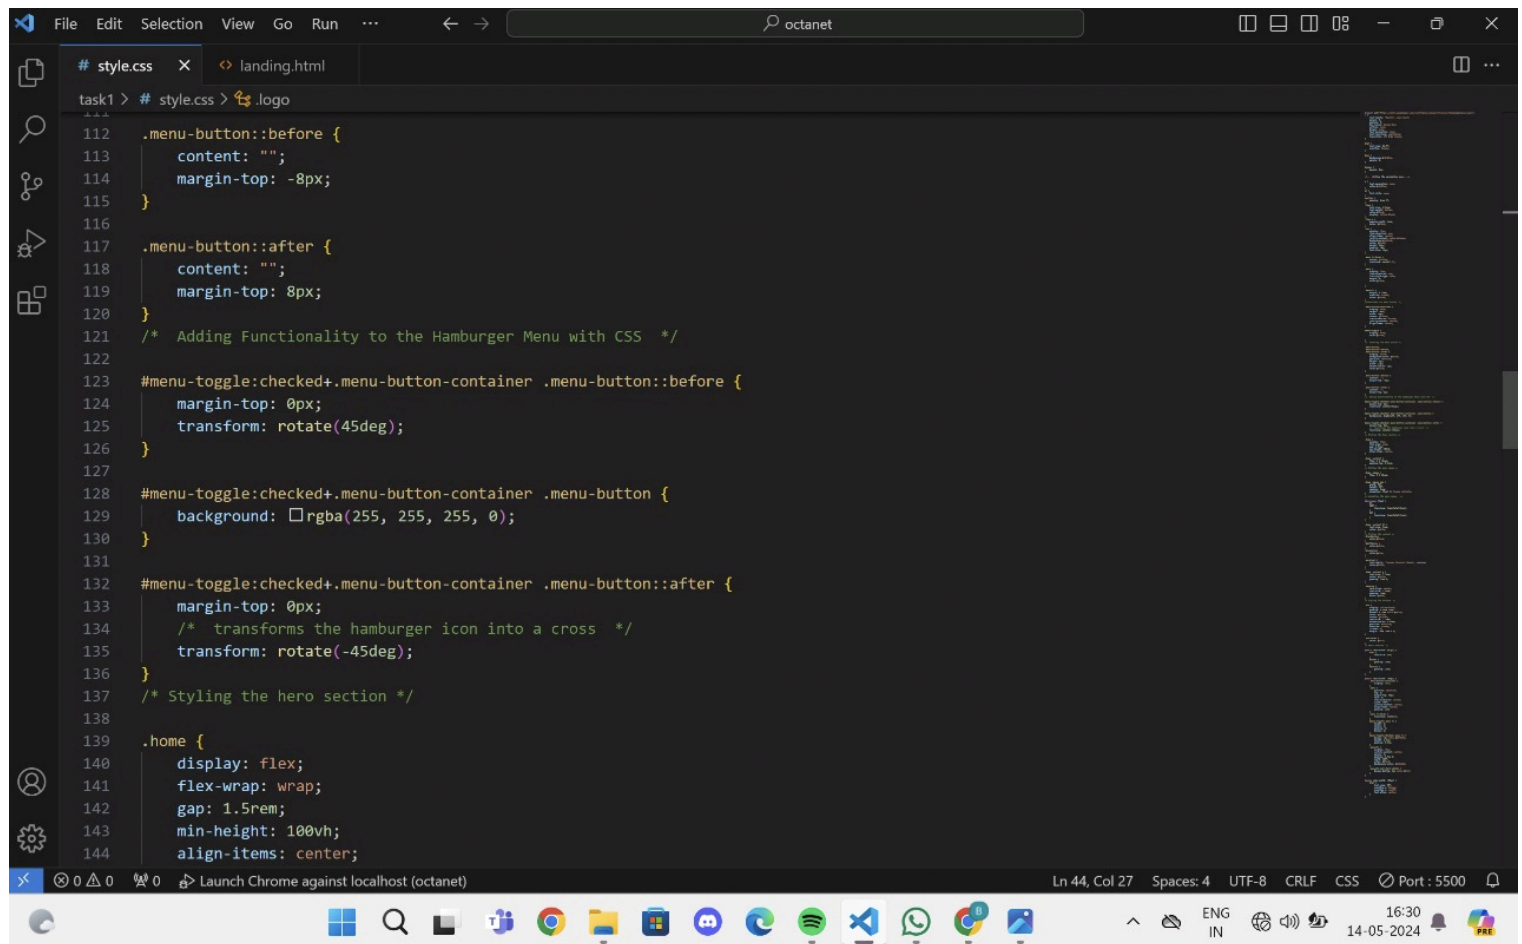 File Edit Selection View Go Run ··· octanet
# style.css × <> landing.html
task1 > # style.css > .logo
111
112 .menu-button::before {
113 content: "";
114 margin-top: -8px;
115 }
116
117 .menu-button::after {
118 content: "";
119 margin-top: 8px;
120 }
121 /*  Adding Functionality to the Hamburger Menu with CSS  */
122
123 #menu-toggle:checked+.menu-button-container .menu-button::before {
124 margin-top: 0px;
125 transform: rotate(45deg);
126 }
127
128 #menu-toggle:checked+.menu-button-container .menu-button {
129 background: rgba(255, 255, 255, 0);
130 }
131
132 #menu-toggle:checked+.menu-button-container .menu-button::after {
133 margin-top: 0px;
134 /*  transforms the hamburger icon into a cross  */
135 transform: rotate(-45deg);
136 }
137 /* Styling the hero section */
138
139 .home {
140 display: flex;
141 flex-wrap: wrap;
142 gap: 1.5rem;
143 min-height: 100vh;
144 align-items: center;
0 0 0 Launch Chrome against localhost (octanet) Ln 44, Col 27 Spaces: 4 UTF-8 CRLF CSS Port : 5500
ENG 16:30
IN 14-05-2024 PRE